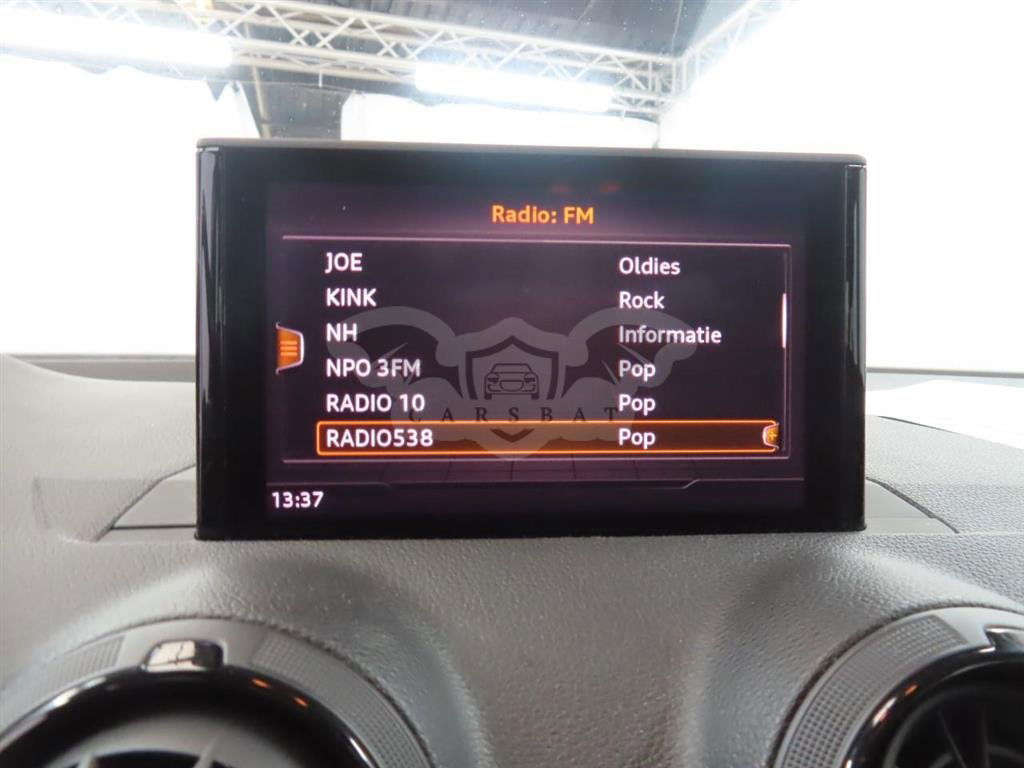 Radio: FM
JOE Oldies
KINK Rock
NH Informatie
NPO 3FM Pop
RADIO 10 Pop
CARSBAT
RADIO538 Pop
13:37